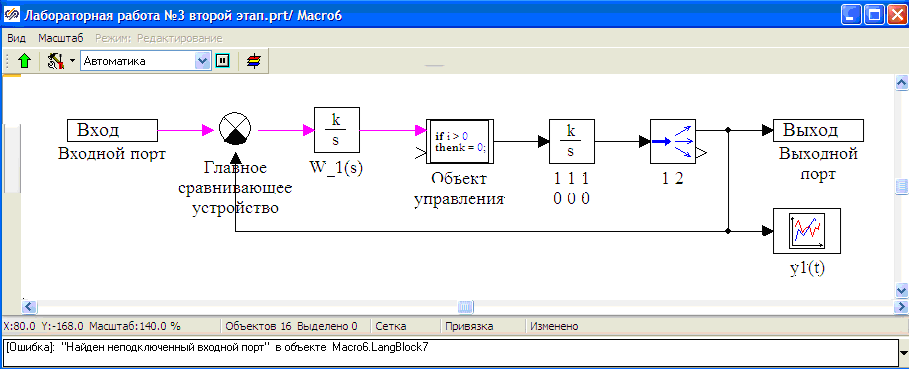 Лабораторная работа №3 второй этап.prt/ Macro6
Вид Масштаб Режим: Редактирование
Автоматика
Вход
Входной порт
Главное
сравнивающее
устройство
k
s
W_1(s)
if i > 0
thenk = 0;
Объект
управления
k
s
1 1 1
0 0 0
1 2
Выход
Выходной
порт
y1(t)
X:80.0 Y:-168.0 Масштаб:140.0 % Объектов 16 Выделено 0 Сетка Привязка Изменено
[Ошибка]: "Найден неподключенный входной порт" в объекте Macro6.LangBlock7